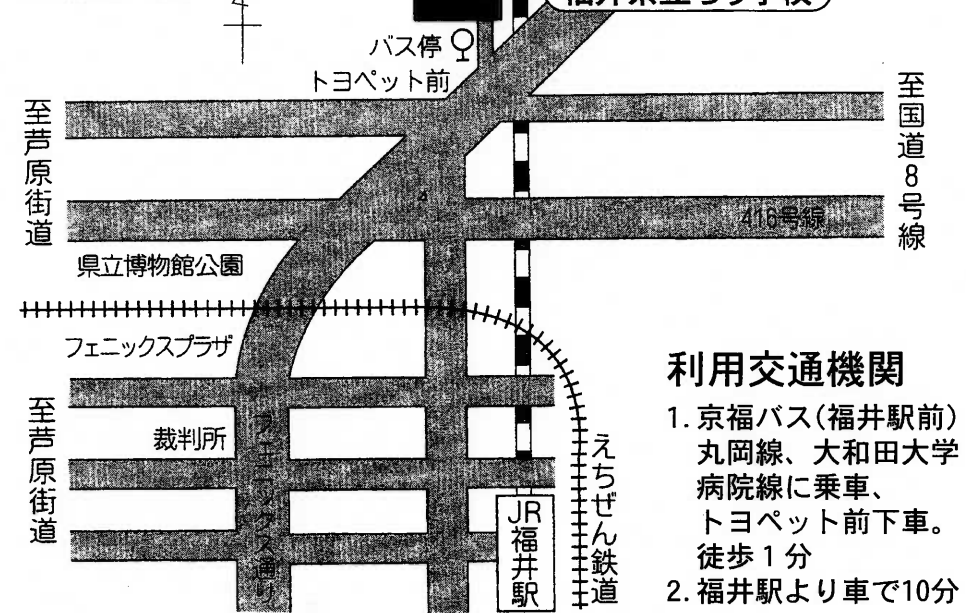 福井県立ろう学校
バス停
トヨペット前
至芦原街道
至国道8号線
416号線
県立博物館公園
フェニックスプラザ
至芦原街道
裁判所
フェニックス通り
えちぜん鉄道
JR福井駅
利用交通機関
1. 京福バス(福井駅前)
丸岡線、大和田大学
病院線に乗車、
トヨペット前下車。
徒歩1分
2. 福井駅より車で10分